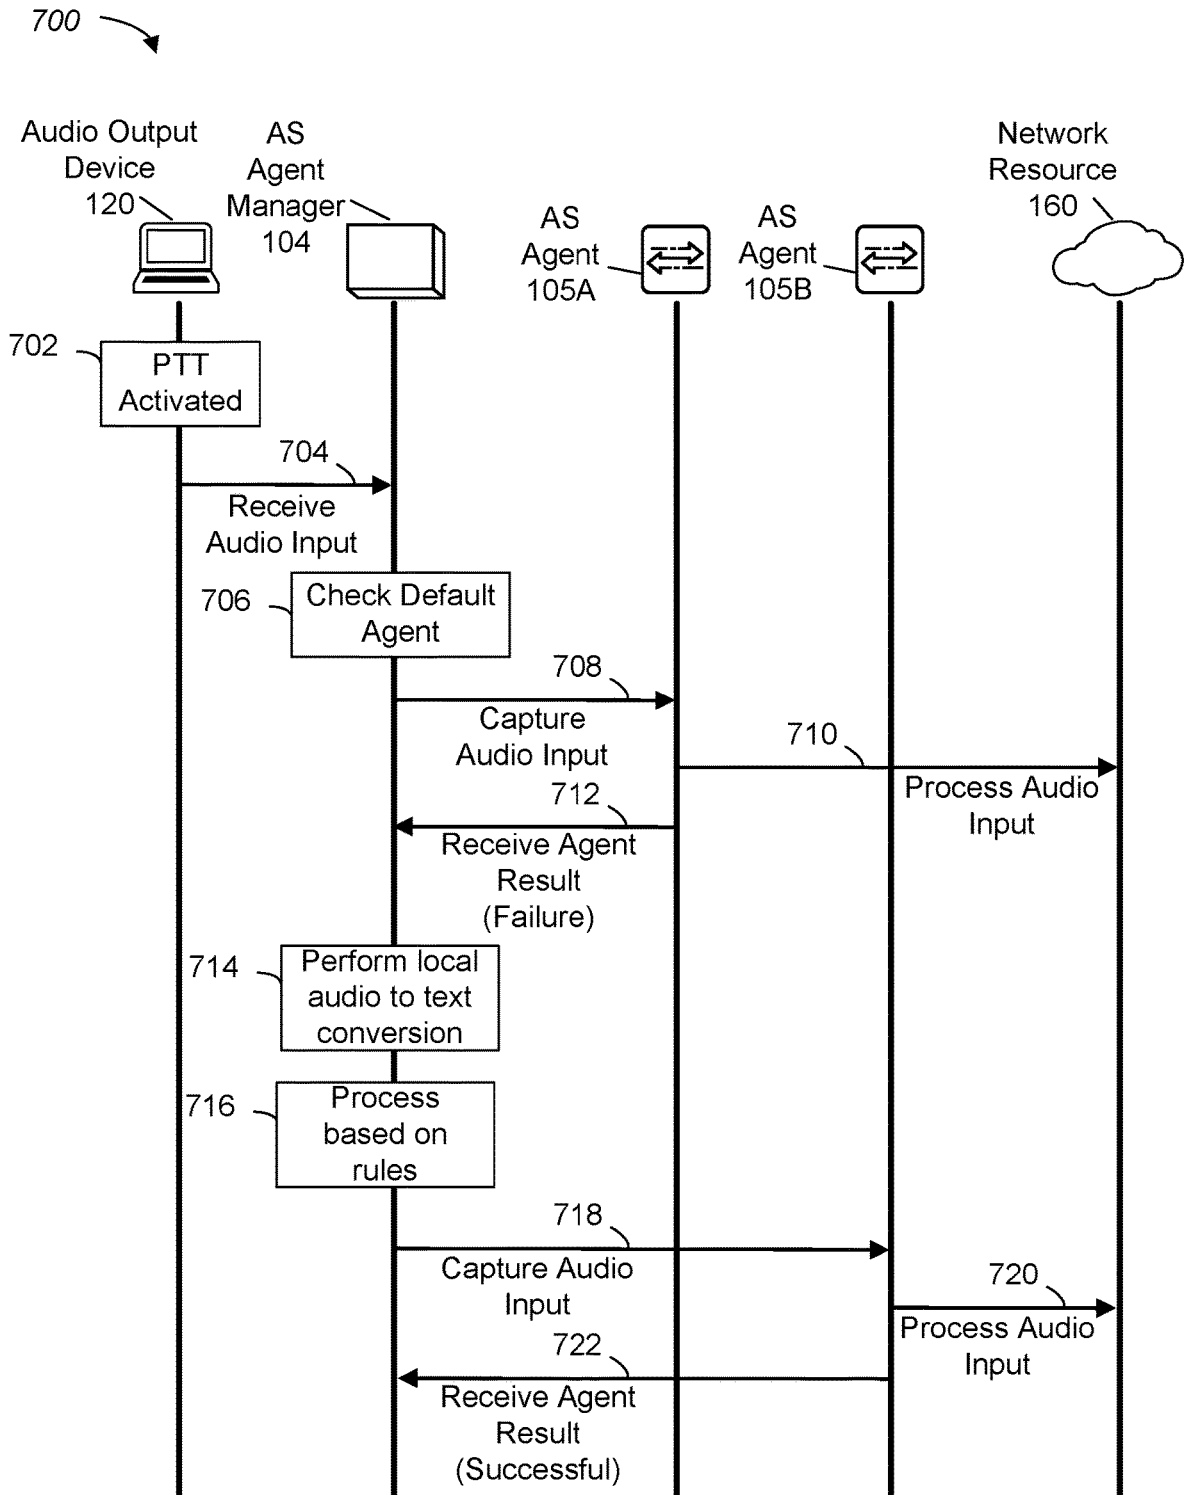 700
Audio Output
Device
120
AS
Agent
Manager
104
AS
Agent
105A
AS
Agent
105B
Network
Resource
160
702
PTT
Activated
704
Receive
Audio Input
706
Check Default
Agent
708
Capture
Audio Input
710
Process Audio
Input
712
Receive Agent
Result
(Failure)
714
Perform local
audio to text
conversion
716
Process
based on
rules
718
Capture Audio
Input
720
Process Audio
Input
722
Receive Agent
Result
(Successful)